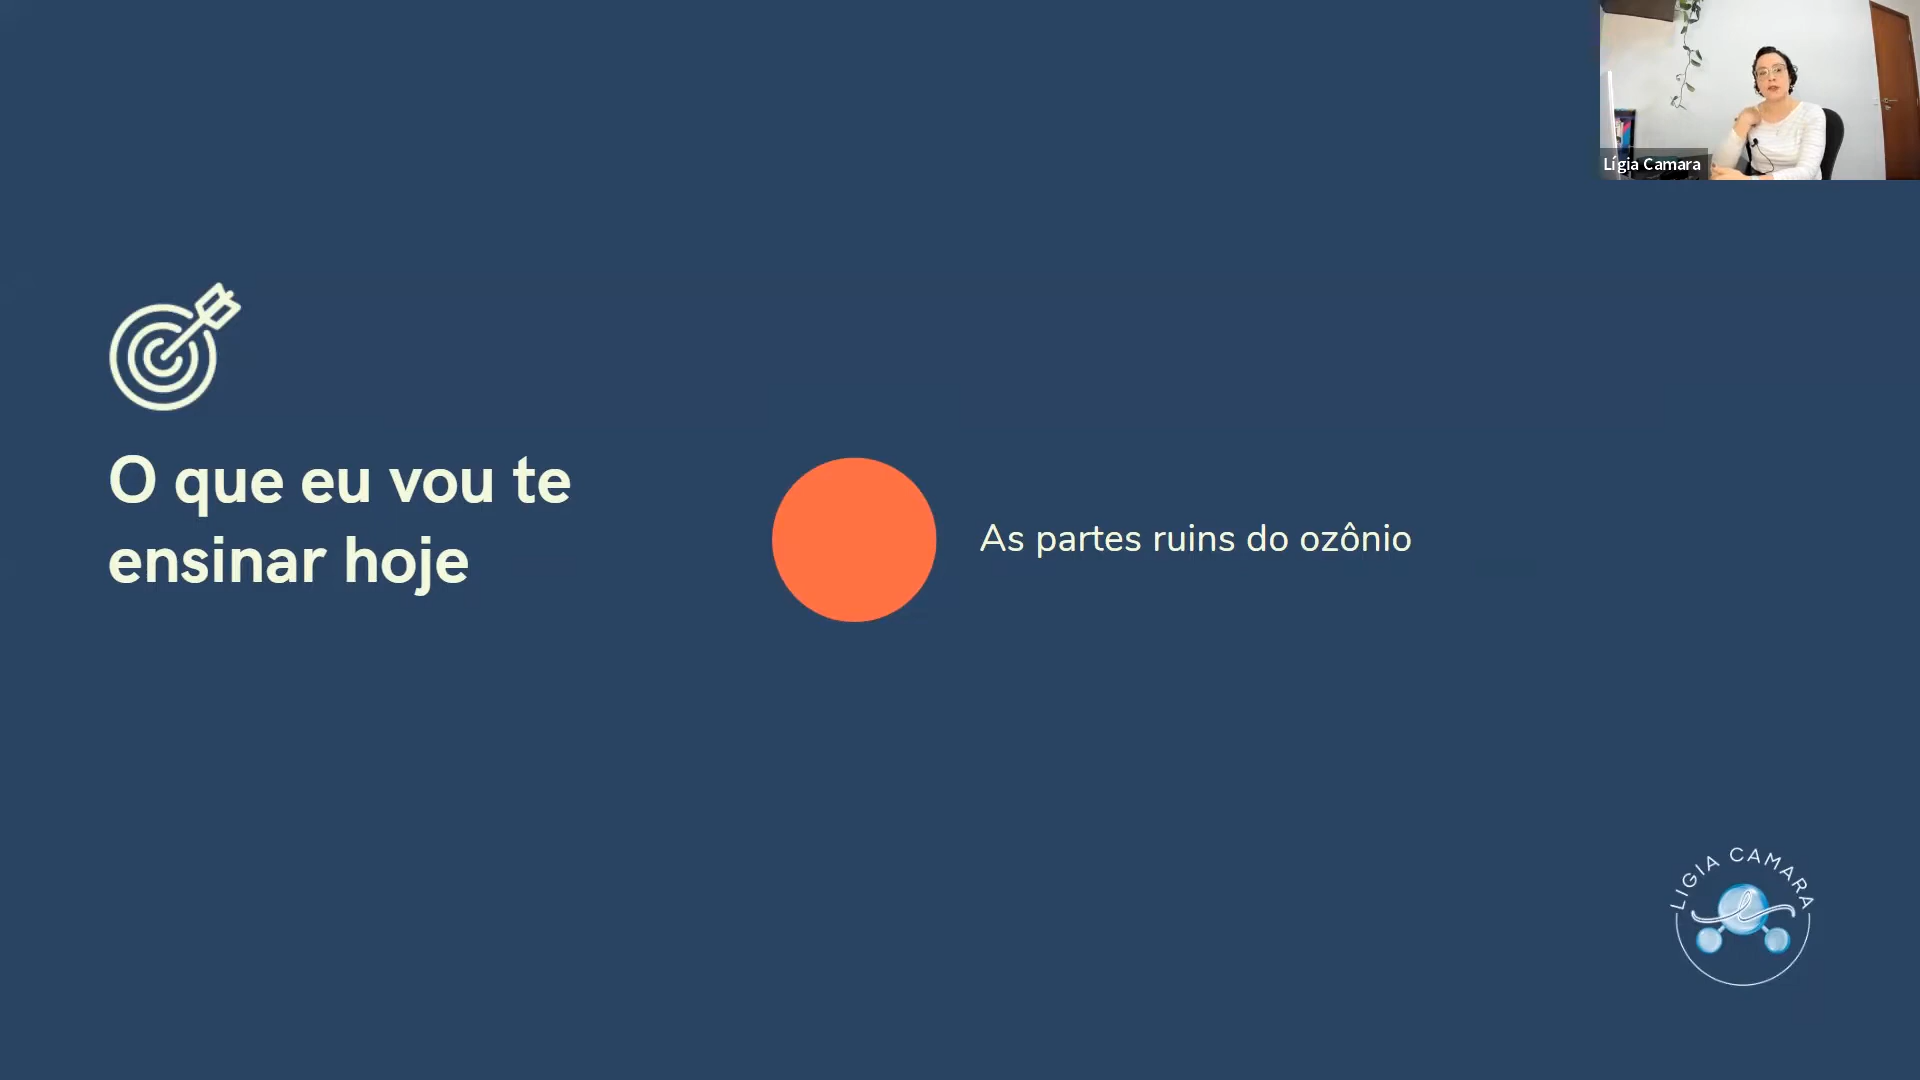 Lígia Camara
O que eu vou te
ensinar hoje
As partes ruins do ozônio
LIGIA CAMARA